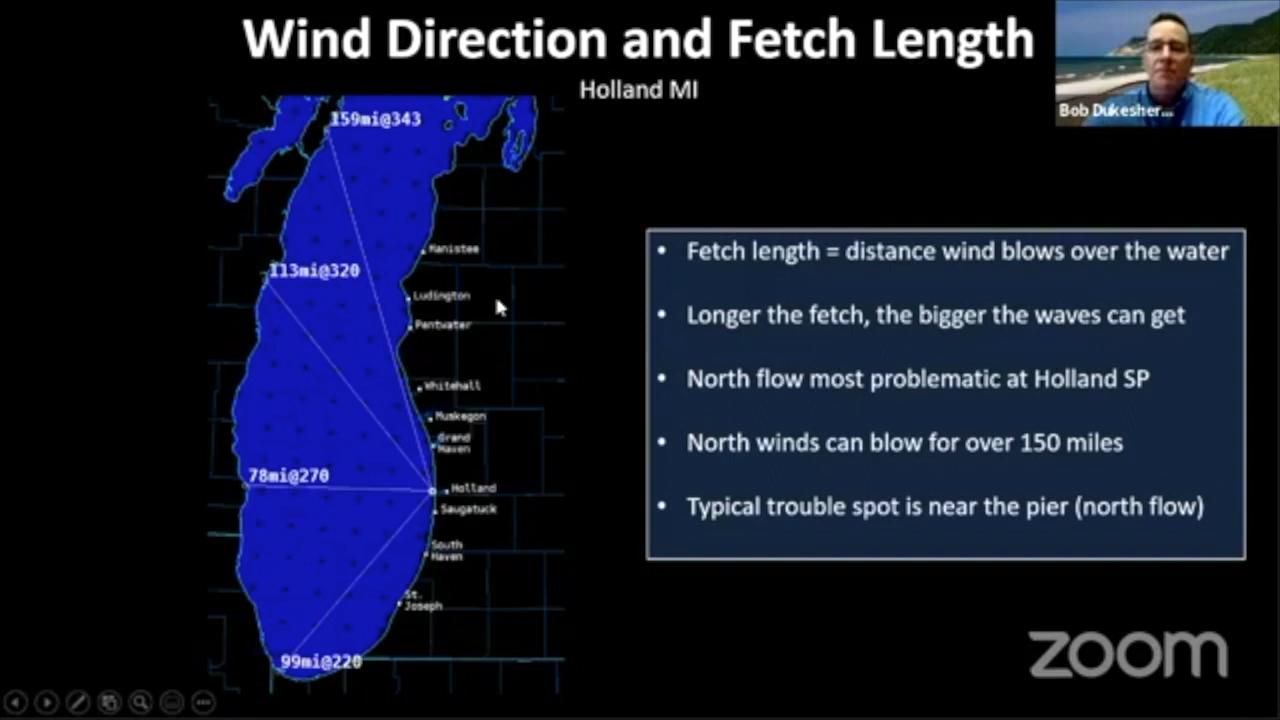 Wind Direction and Fetch Length
Holland MI
Bob Dukesher...
159mi@343
Manistee
113mi@320
Ludington
Pentwater
Whitehall
Muskegon
Grand
Haven
78mi@270
Holland
Saugatuck
South
Haven
St.
Joseph
99mi@220
• Fetch length = distance wind blows over the water
• Longer the fetch, the bigger the waves can get
• North flow most problematic at Holland SP
• North winds can blow for over 150 miles
• Typical trouble spot is near the pier (north flow)
zoom